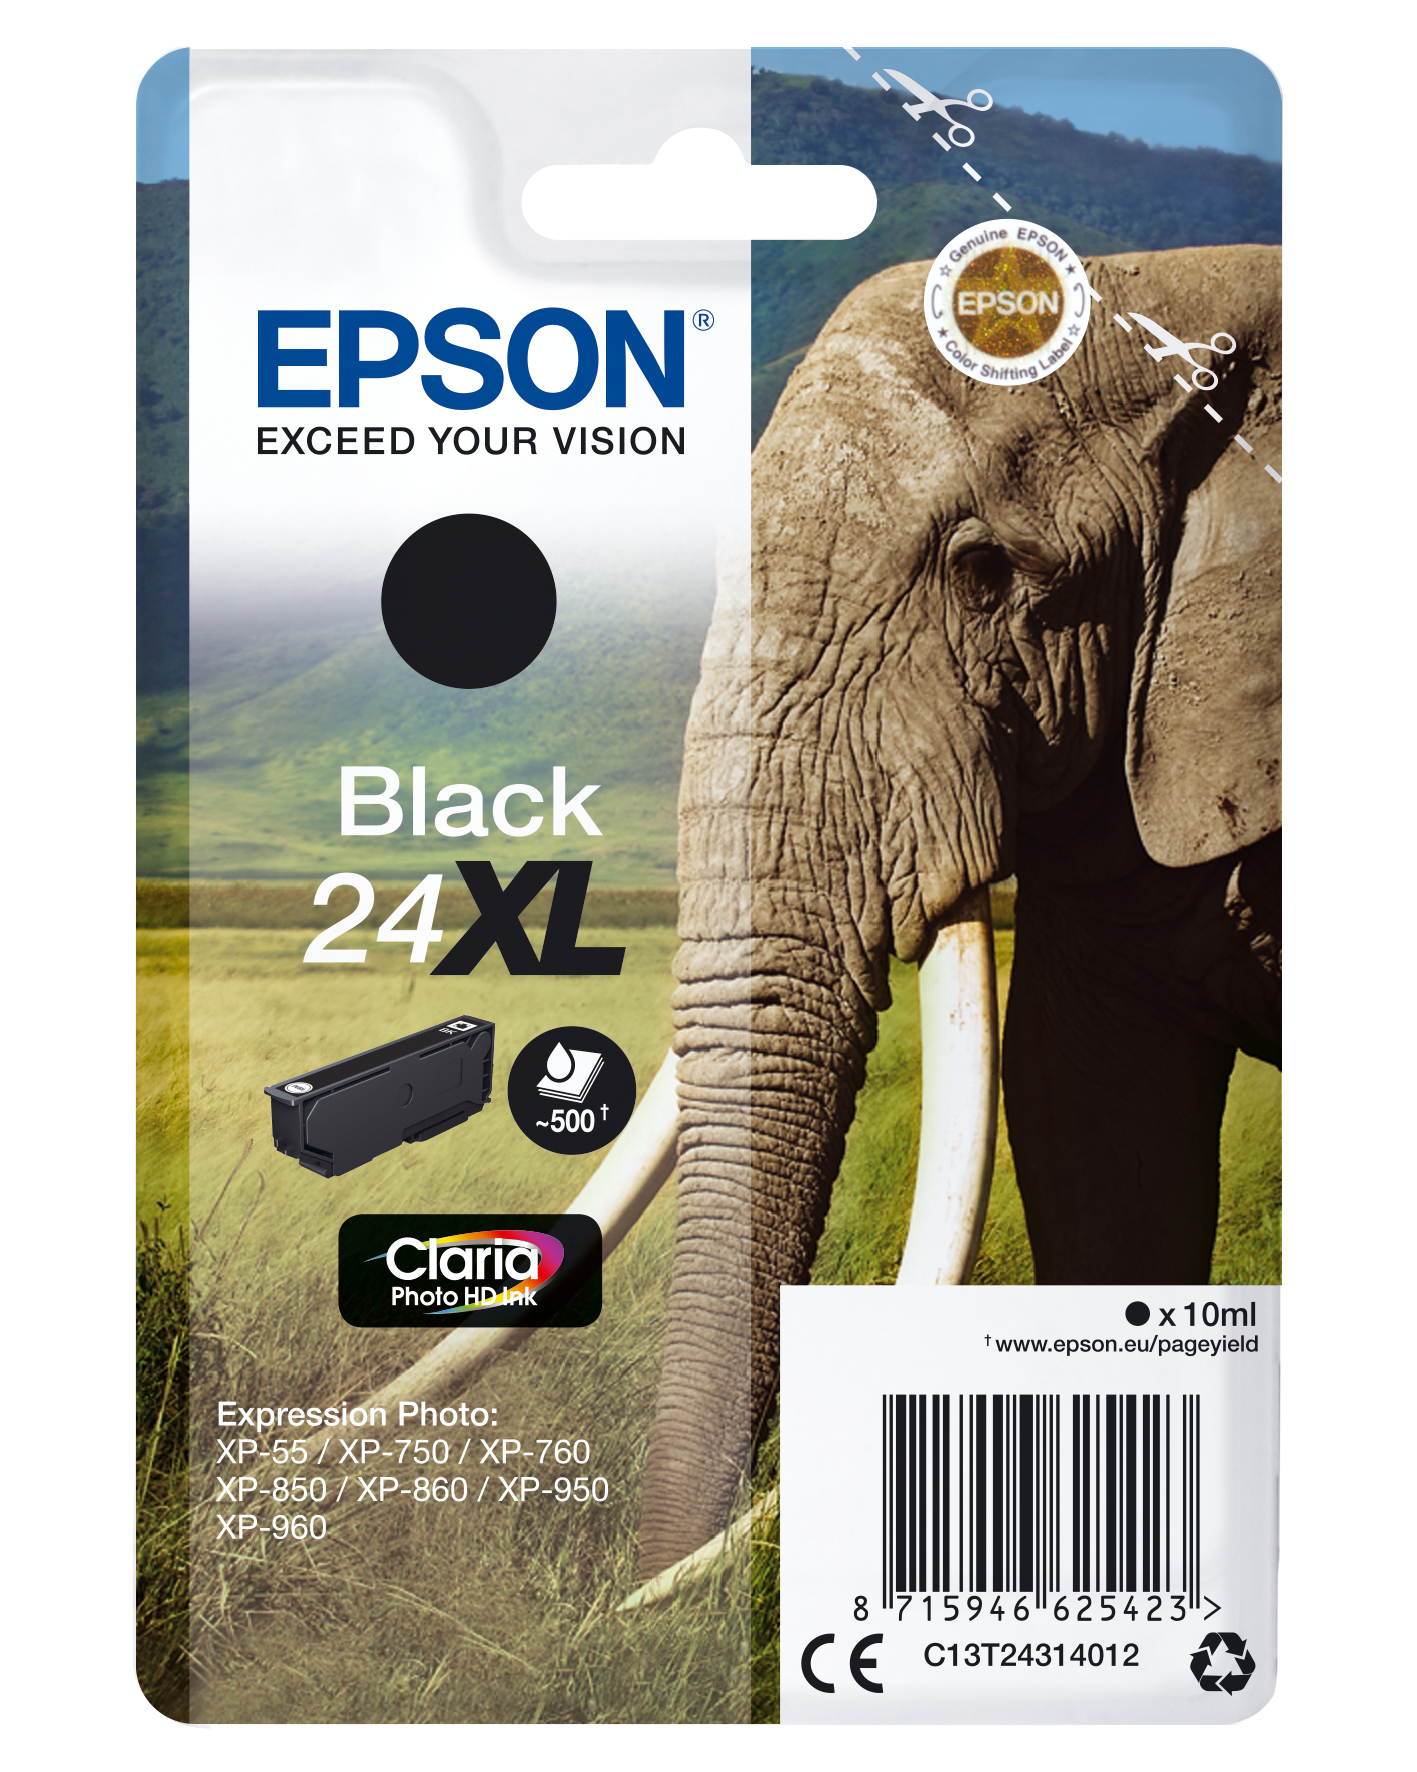 EPSON®
EXCEED YOUR VISION
Genuine EPSON
EPSON
Color Shifting Label
Black
24XL
BK
~500†
Claria
Photo HD Ink
Expression Photo:
XP-55 / XP-750 / XP-760
XP-850 / XP-860 / XP-950
XP-960
x 10ml
† www.epson.eu/pageyield
8 715946 625423 >
CE C13T24314012